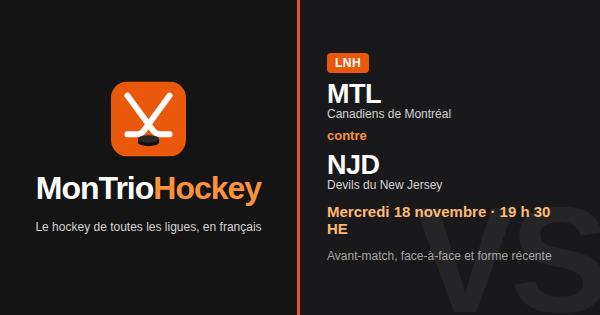 MonTrioHockey
Le hockey de toutes les ligues, en français
LNH
MTL
Canadiens de Montréal
contre
NJD
Devils du New Jersey
Mercredi 18 novembre · 19 h 30
HE
Avant-match, face-à-face et forme récente
VS